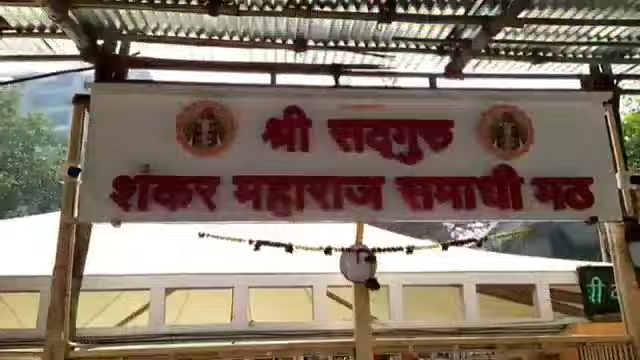 श्री सद्गुरु
शंकर महाराज समाधी मठ